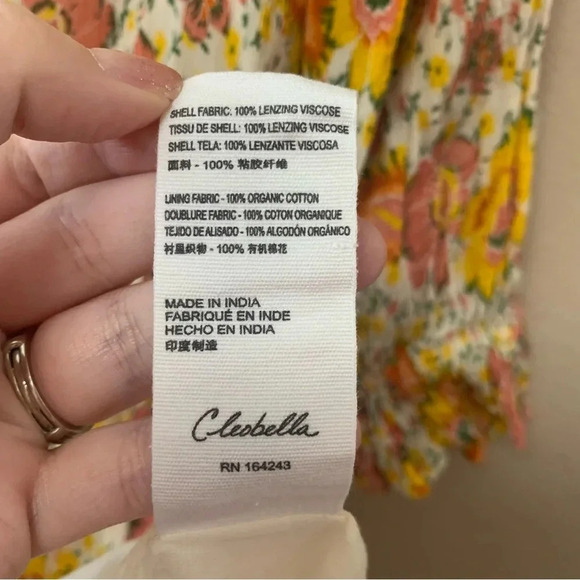 SHELL FABRIC: 100% LENZING VISCOSE
TISSU DE SHELL: 100% LENZING VISCOSE
SHELL TELA: 100% LENZANTE VISCOSA
面料 - 100% 粘胶纤维
LINING FABRIC - 100% ORGANIC COTTON
DOUBLURE FABRIC - 100% COTON ORGANIQUE
TEJIDO DE ALISADO - 100% ALGODÓN ORGÁNICO
衬里织物 - 100% 有机棉花
MADE IN INDIA
FABRIQUÉ EN INDE
HECHO EN INDIA
印度制造
Cleobella
RN 164243